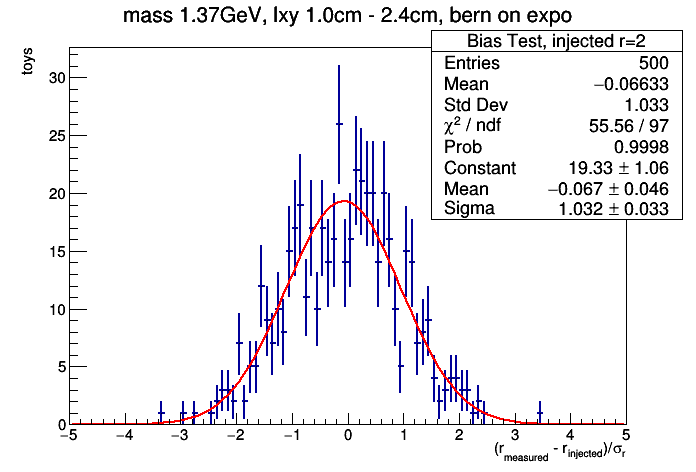 mass 1.37GeV, lxy 1.0cm - 2.4cm, bern on expo
toys
Bias Test, injected r=2
Entries 500
Mean −0.06633
Std Dev 1.033
χ² / ndf 55.56 / 97
Prob 0.9998
Constant 19.33 ± 1.06
Mean −0.067 ± 0.046
Sigma 1.032 ± 0.033
30
25
20
15
10
5
0
−5 −4 −3 −2 −1 0 1 2 3 4 5
(r_measured - r_injected)/σ_r